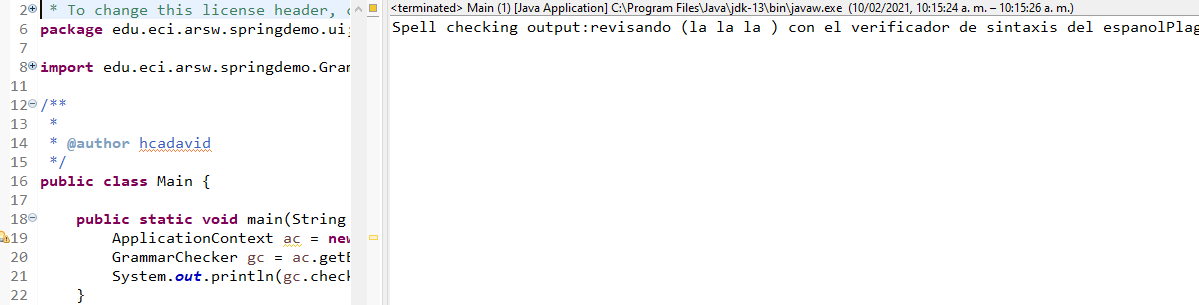 2 * To change this license header, c
6 package edu.eci.arsw.springdemo.ui;
7
8 import edu.eci.arsw.springdemo.Gram
11
12 /**
13 *
14 * @author hcadavid
15 */
16 public class Main {
17
18 public static void main(String
19 ApplicationContext ac = new
20 GrammarChecker gc = ac.getB
21 System.out.println(gc.check
22 }
<terminated> Main (1) [Java Application] C:\Program Files\Java\jdk-13\bin\javaw.exe (10/02/2021, 10:15:24 a. m. – 10:15:26 a. m.)
Spell checking output:revisando (la la la ) con el verificador de sintaxis del espanolPlag